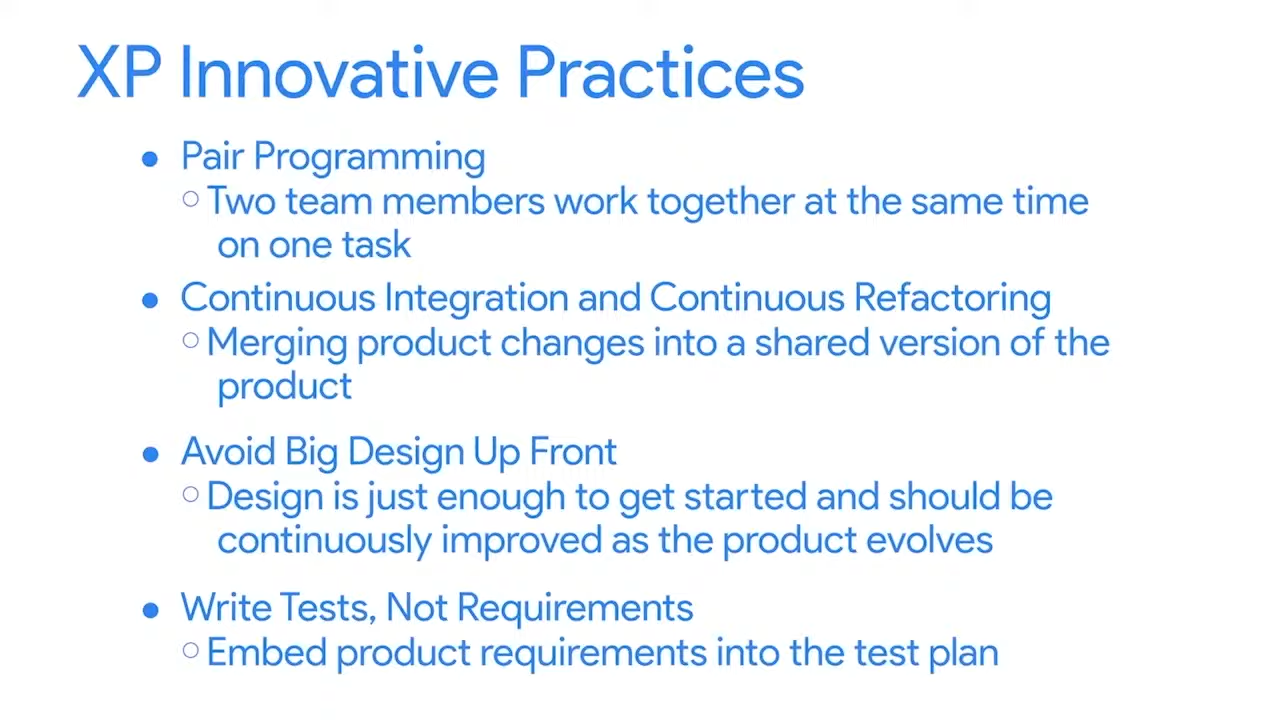 XP Innovative Practices
● Pair Programming
○ Two team members work together at the same time
on one task
● Continuous Integration and Continuous Refactoring
○ Merging product changes into a shared version of the
product
● Avoid Big Design Up Front
○ Design is just enough to get started and should be
continuously improved as the product evolves
● Write Tests, Not Requirements
○ Embed product requirements into the test plan